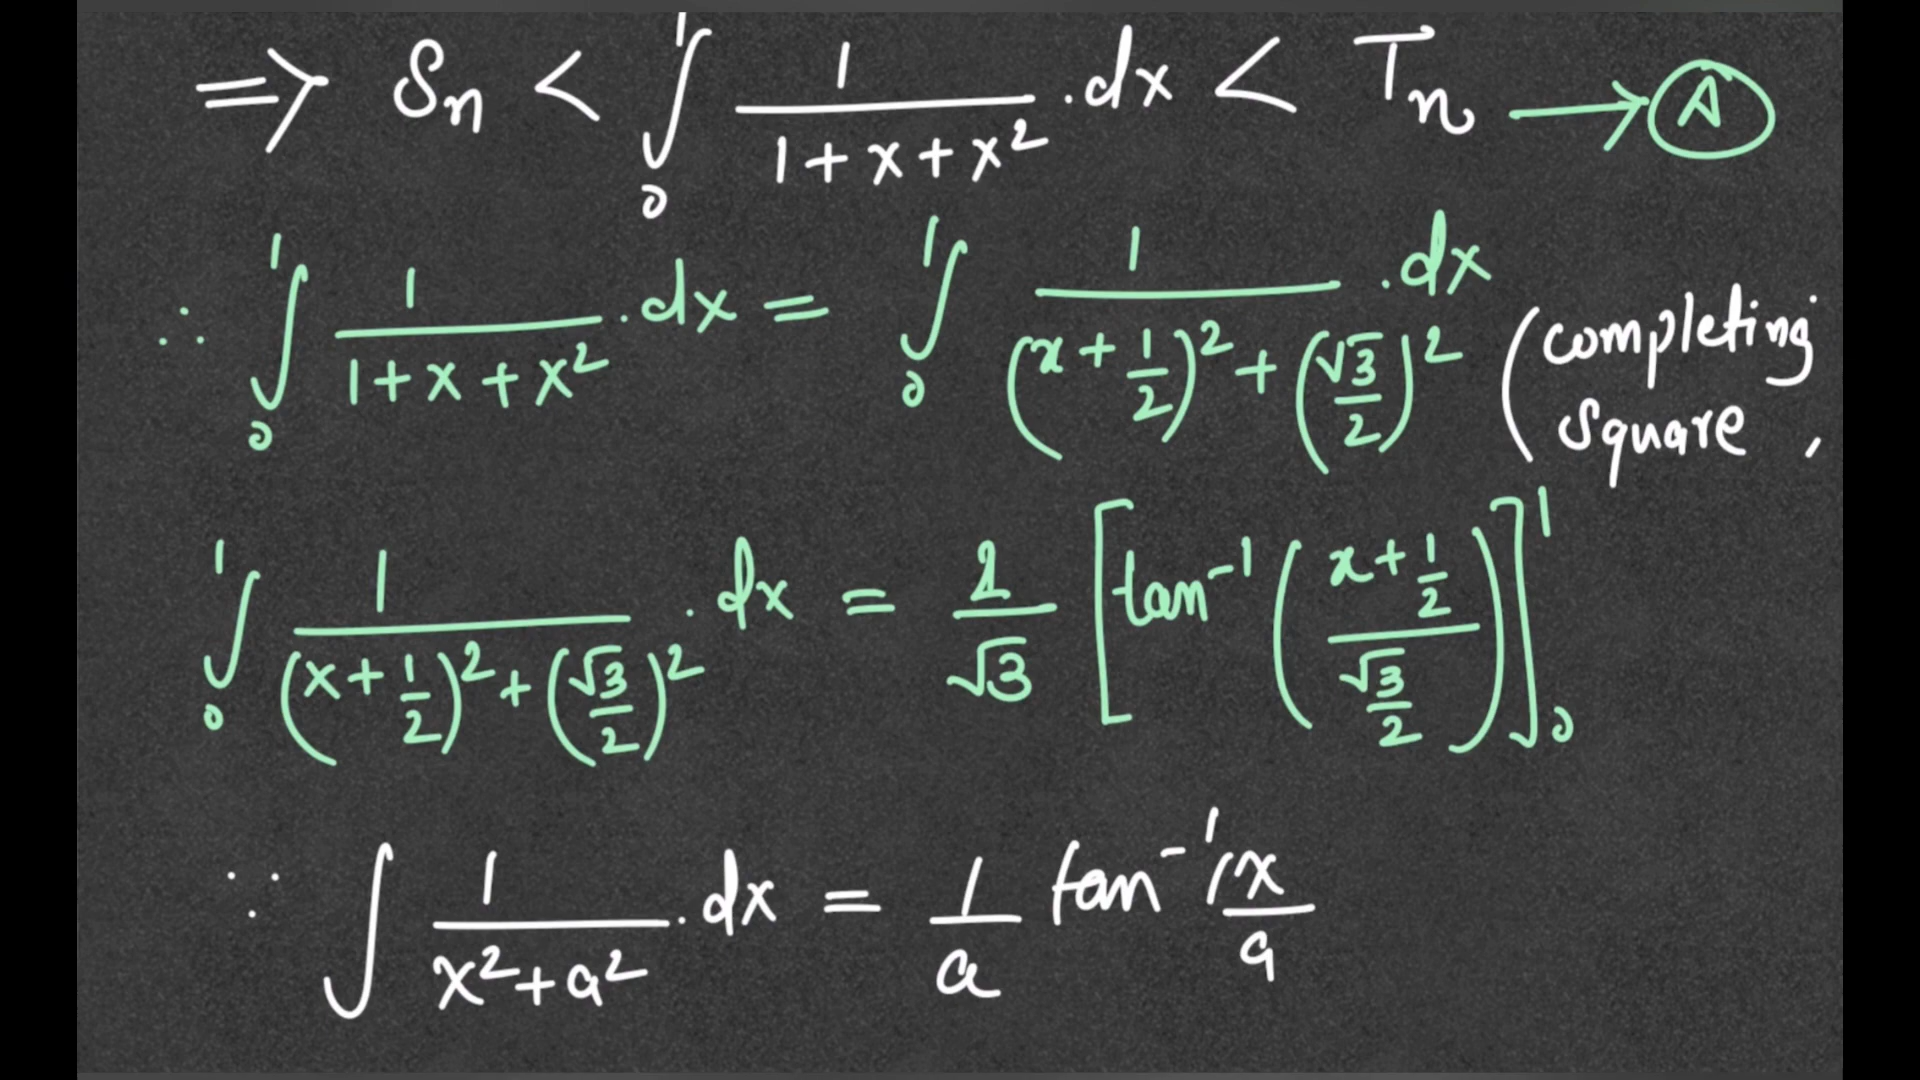 ⇒ Sn < ∫₀¹ 1/(1+x+x²) .dx < Tn → (A)
∴ ∫₀¹ 1/(1+x+x²) .dx = ∫₀¹ 1/((x+1/2)²+(√3/2)²) .dx (completing
square ,
∫₀¹ 1/((x+1/2)²+(√3/2)²) .dx = 2/√3 [tan⁻¹((x+1/2)/(√3/2))]₀¹
∵ ∫ 1/(x²+a²) .dx = 1/a tan⁻¹ x/a